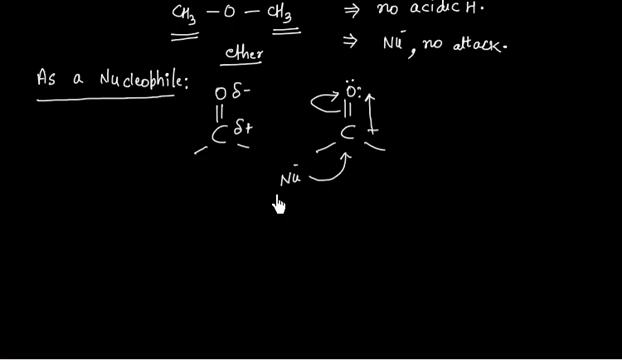 CH3 – O – CH3 ⇒ no acidic H.
ether ⇒ Nu⁻, no attack.
As a Nucleophile:
O δ- :O:
|| ||
C δ+ C
Nu⁻